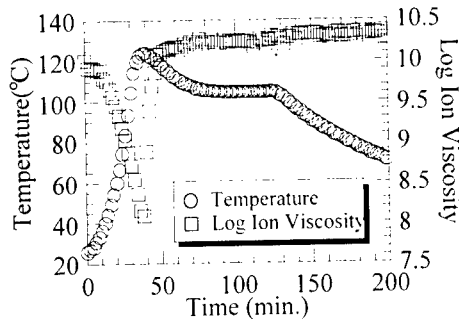 140
120
100
80
60
40
20
Temperature(°C)
10.5
10
9.5
9
8.5
8
7.5
Log Ion Viscosity
Temperature
Log Ion Viscosity
0 50 100 150 200
Time (min.)